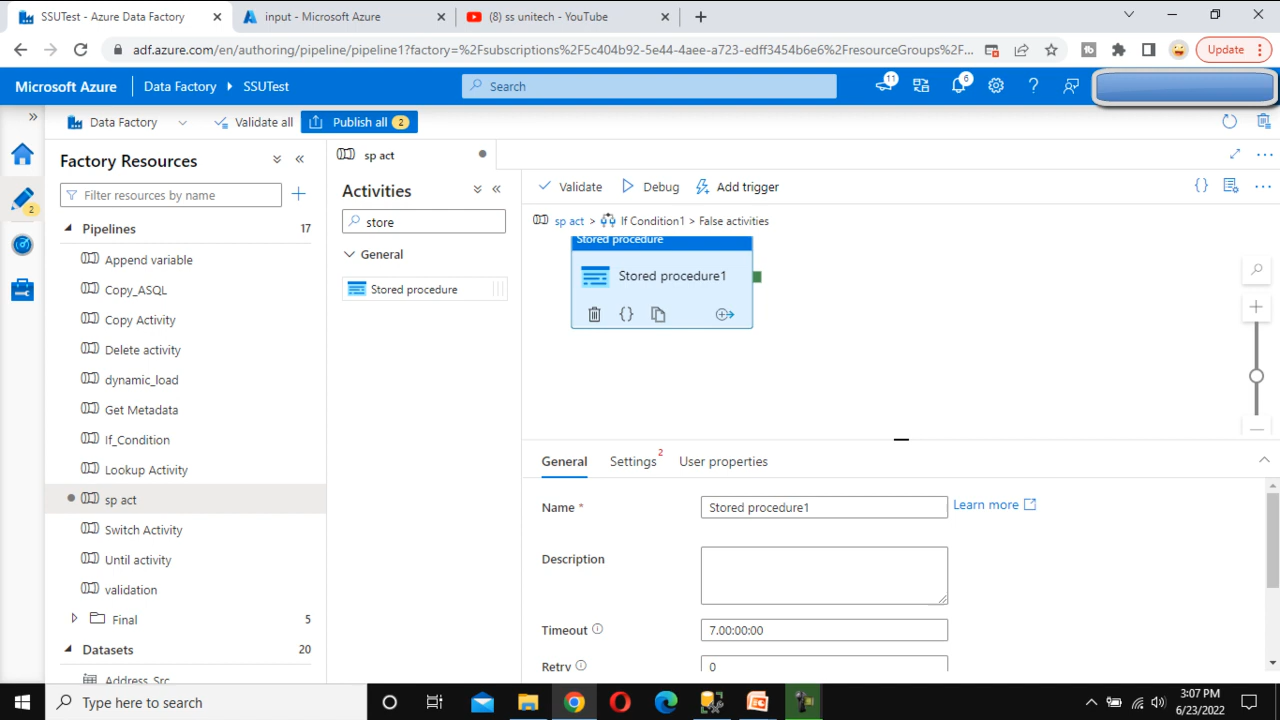 SSUTest - Azure Data Factory
input - Microsoft Azure
(8) ss unitech - YouTube
adf.azure.com/en/authoring/pipeline/pipeline1?factory=%2Fsubscriptions%2F5c404b92-5e44-4aee-a723-edff3454b6e6%2FresourceGroups%2F...
Update
Microsoft Azure
Data Factory
SSUTest
Search
11
6
Data Factory
Validate all
Publish all 2
Factory Resources
sp act
Activities
Validate
Debug
Add trigger
Filter resources by name
store
sp act > If Condition1 > False activities
2
Pipelines 17
General
Stored procedure
Append variable
Copy_ASQL
Stored procedure
Stored procedure1
Copy Activity
Delete activity
dynamic_load
Get Metadata
If_Condition
Lookup Activity
General
Settings 2
User properties
sp act
Name *
Stored procedure1
Learn more
Switch Activity
Until activity
Description
validation
Final 5
Timeout
7.00:00:00
Datasets 20
Retry
0
Address_Src
Type here to search
3:07 PM
6/23/2022